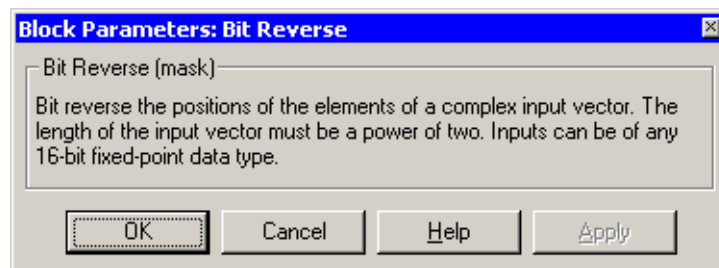 Block Parameters: Bit Reverse
Bit Reverse (mask)
Bit reverse the positions of the elements of a complex input vector. The
length of the input vector must be a power of two. Inputs can be of any
16-bit fixed-point data type.
OK Cancel Help Apply